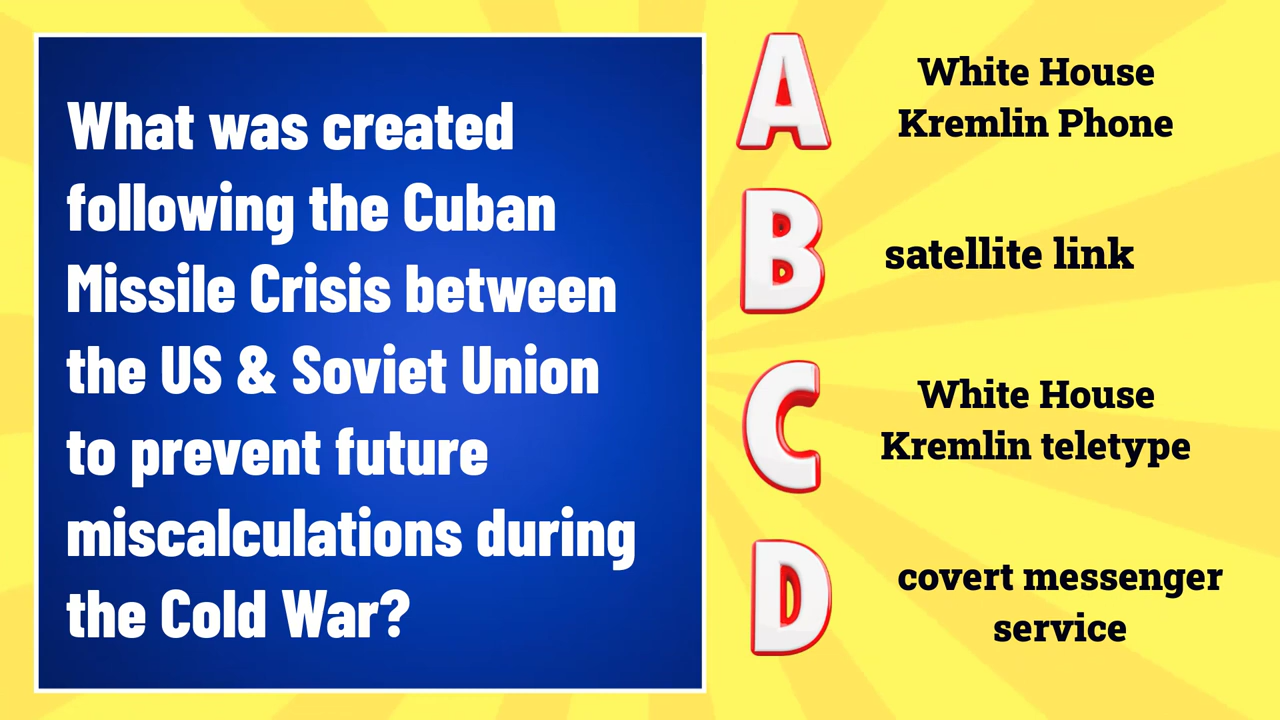 What was created
following the Cuban
Missile Crisis between
the US & Soviet Union
to prevent future
miscalculations during
the Cold War?
A
White House
Kremlin Phone
B
satellite link
C
White House
Kremlin teletype
D
covert messenger
service